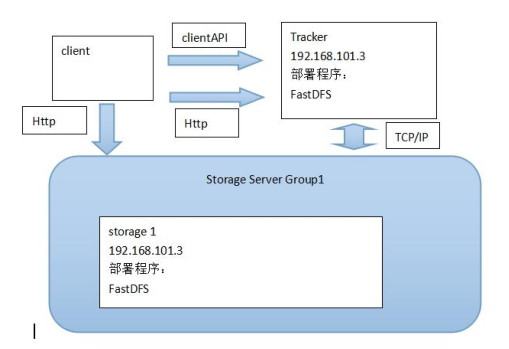 client
clientAPI
Tracker
192.168.101.3
部署程序：
FastDFS
Http
Http
TCP/IP
Storage Server Group1
storage 1
192.168.101.3
部署程序：
FastDFS